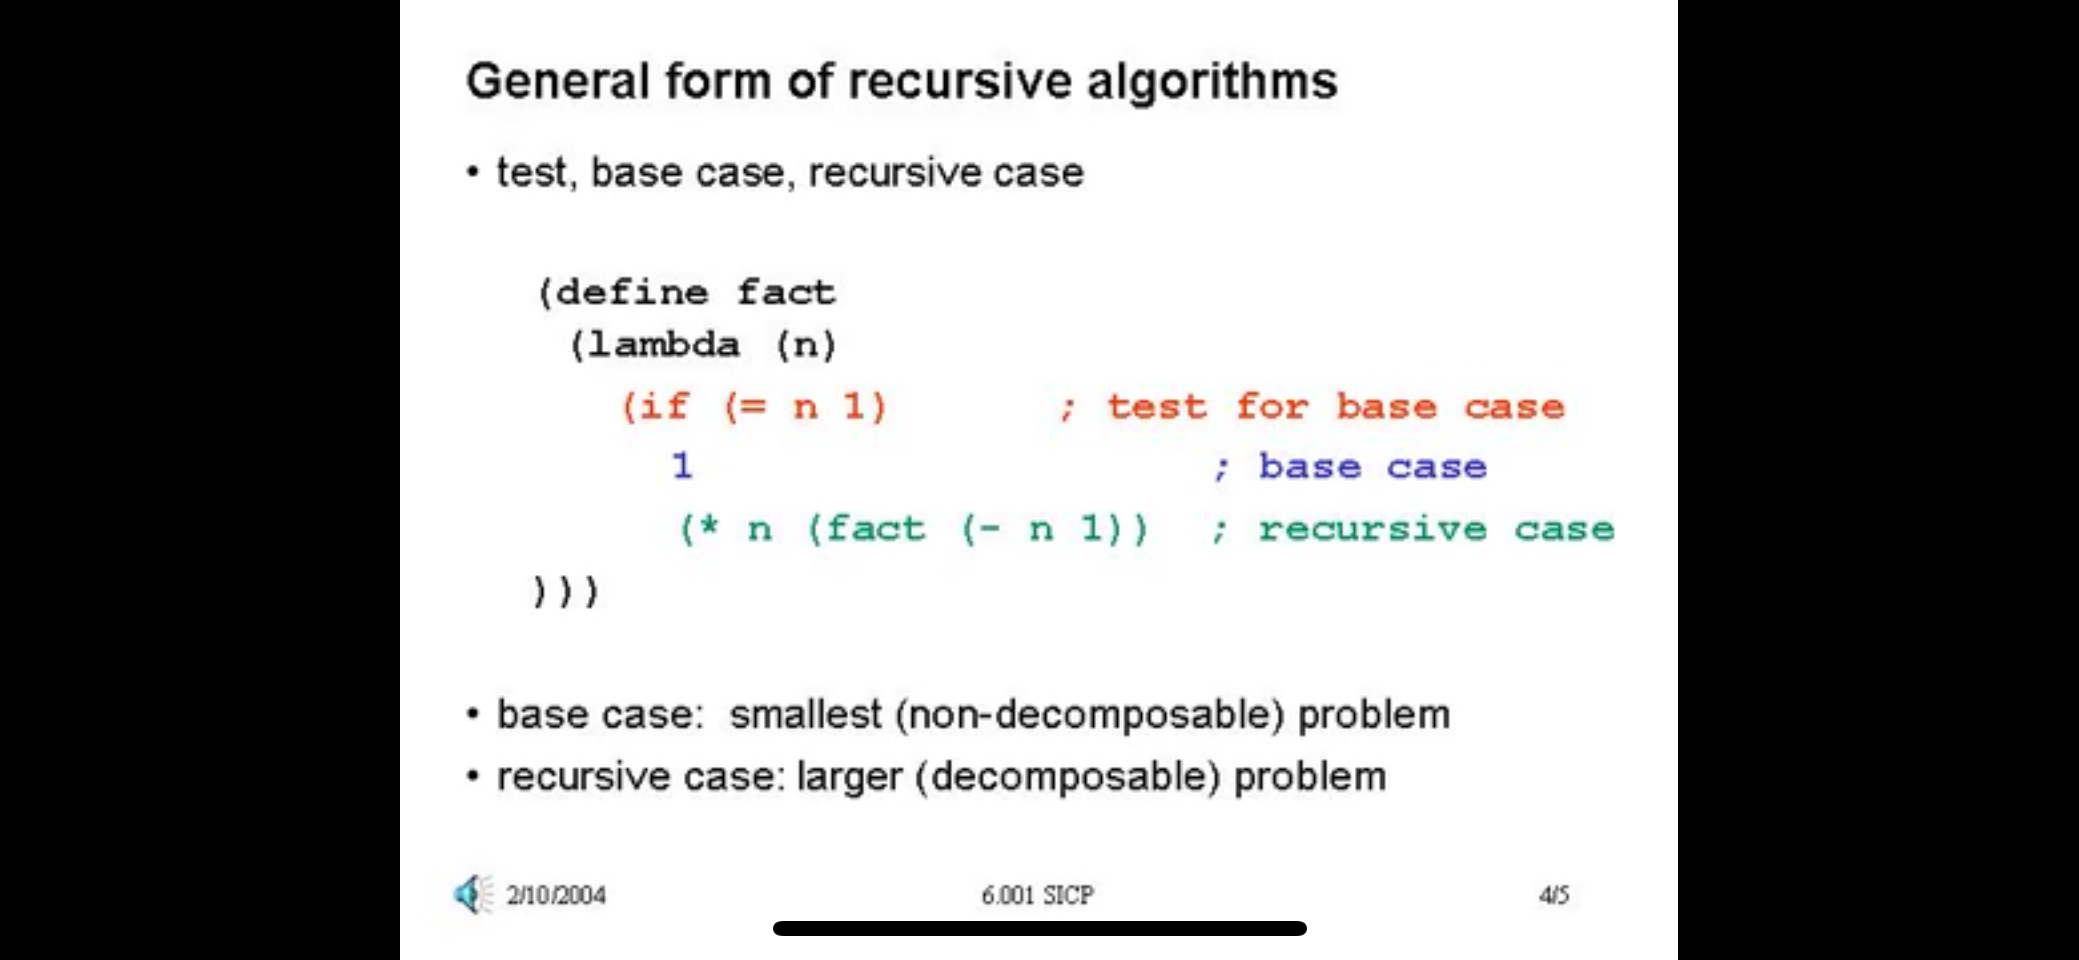 General form of recursive algorithms
• test, base case, recursive case
(define fact
(lambda (n)
(if (= n 1) ; test for base case
1 ; base case
(* n (fact (- n 1)) ; recursive case
)))
• base case: smallest (non-decomposable) problem
• recursive case: larger (decomposable) problem
2/10/2004 6.001 SICP 4/5